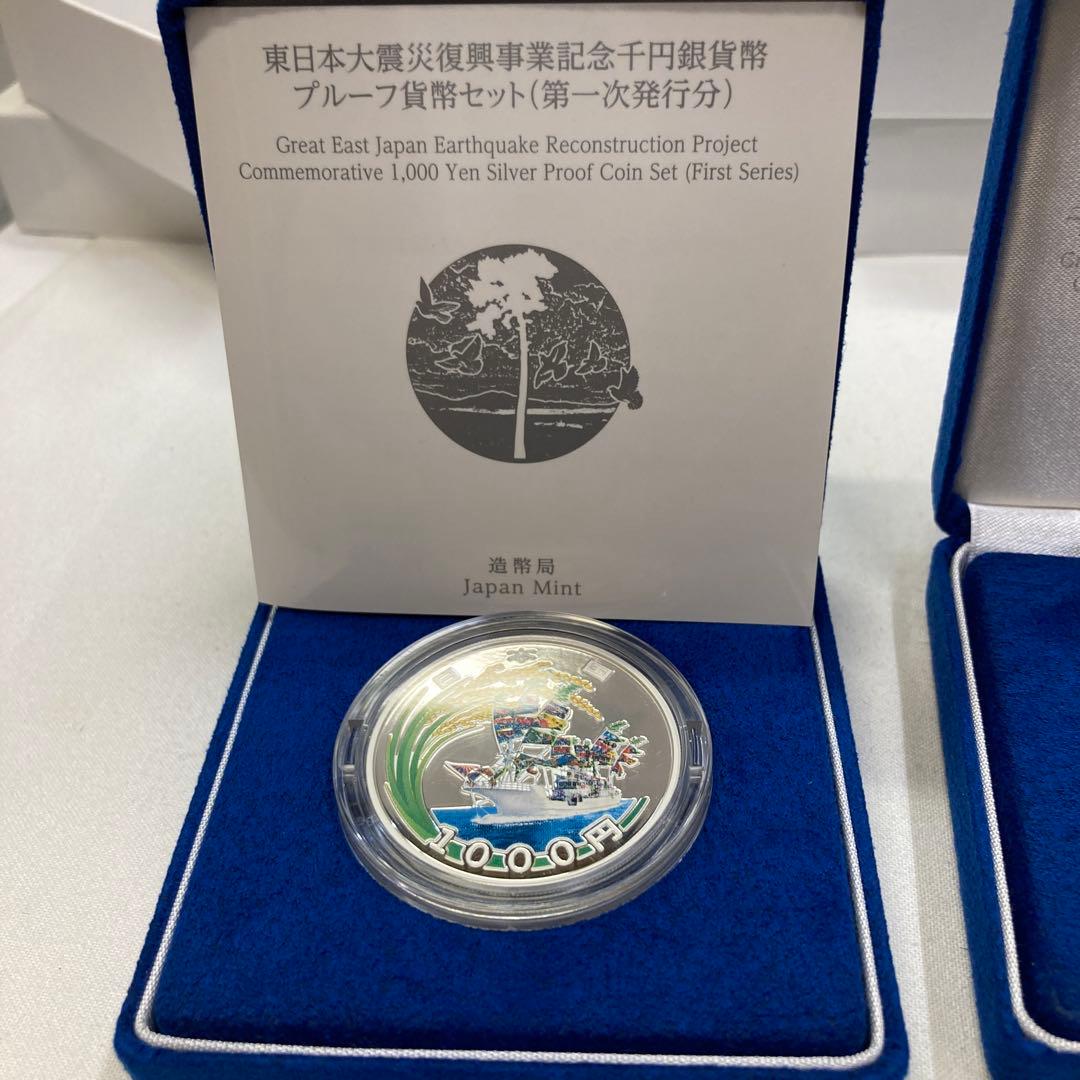 東日本大震災復興事業記念千円銀貨幣
プルーフ貨幣セット(第一次発行分)
Great East Japan Earthquake Reconstruction Project
Commemorative 1,000 Yen Silver Proof Coin Set (First Series)
造幣局
Japan Mint
日 国
1000円